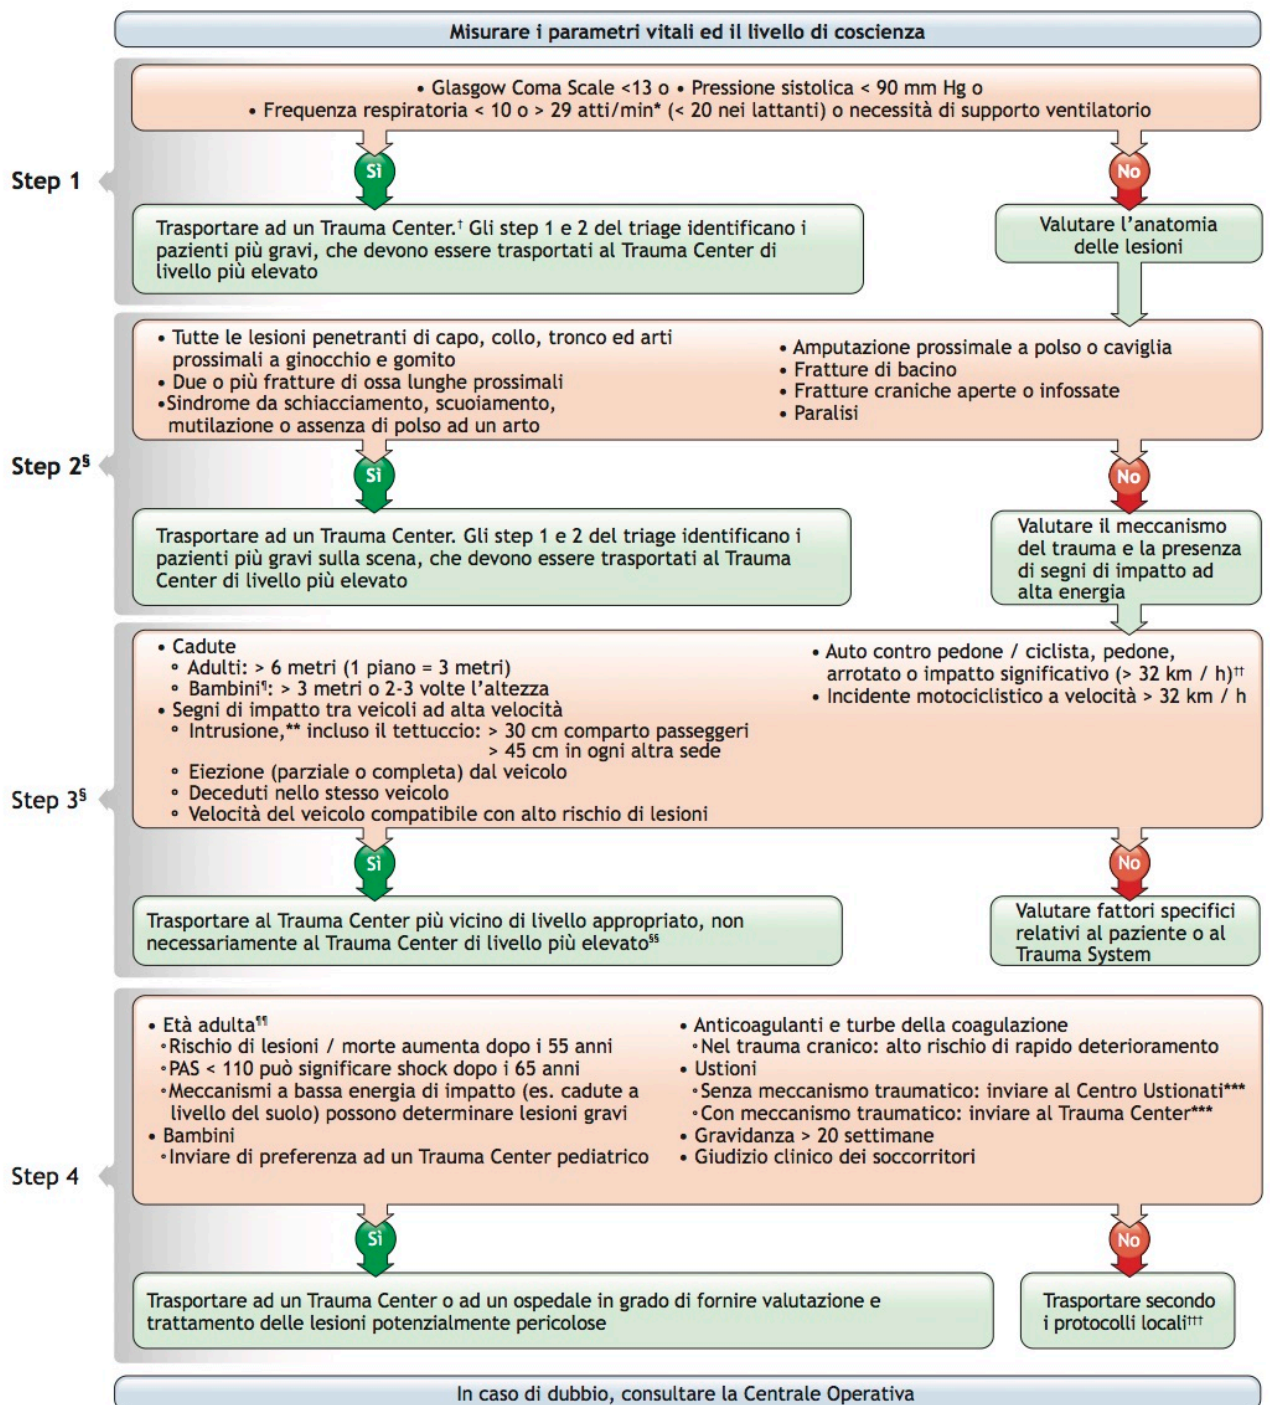 Misurare i parametri vitali ed il livello di coscienza
• Glasgow Coma Scale <13 o • Pressione sistolica < 90 mm Hg o
• Frequenza respiratoria < 10 o > 29 atti/min* (< 20 nei lattanti) o necessità di supporto ventilatorio
Step 1
Sì
No
Trasportare ad un Trauma Center.† Gli step 1 e 2 del triage identificano i
pazienti più gravi, che devono essere trasportati al Trauma Center di
livello più elevato
Valutare l’anatomia
delle lesioni
• Tutte le lesioni penetranti di capo, collo, tronco ed arti
prossimali a ginocchio e gomito
• Due o più fratture di ossa lunghe prossimali
•Sindrome da schiacciamento, scuoiamento,
mutilazione o assenza di polso ad un arto
• Amputazione prossimale a polso o caviglia
• Fratture di bacino
• Fratture craniche aperte o infossate
• Paralisi
Step 2§
Sì
No
Trasportare ad un Trauma Center. Gli step 1 e 2 del triage identificano i
pazienti più gravi sulla scena, che devono essere trasportati al Trauma
Center di livello più elevato
Valutare il meccanismo
del trauma e la presenza
di segni di impatto ad
alta energia
• Cadute
° Adulti: > 6 metri (1 piano = 3 metri)
° Bambini¶: > 3 metri o 2-3 volte l’altezza
• Segni di impatto tra veicoli ad alta velocità
° Intrusione,** incluso il tettuccio: > 30 cm comparto passeggeri
> 45 cm in ogni altra sede
° Eiezione (parziale o completa) dal veicolo
° Deceduti nello stesso veicolo
° Velocità del veicolo compatibile con alto rischio di lesioni
• Auto contro pedone / ciclista, pedone,
arrotato o impatto significativo (> 32 km / h)††
• Incidente motociclistico a velocità > 32 km / h
Step 3§
Sì
No
Trasportare al Trauma Center più vicino di livello appropriato, non
necessariamente al Trauma Center di livello più elevato§§
Valutare fattori specifici
relativi al paziente o al
Trauma System
• Età adulta¶¶
°Rischio di lesioni / morte aumenta dopo i 55 anni
°PAS < 110 può significare shock dopo i 65 anni
°Meccanismi a bassa energia di impatto (es. cadute a
livello del suolo) possono determinare lesioni gravi
• Bambini
°Inviare di preferenza ad un Trauma Center pediatrico
• Anticoagulanti e turbe della coagulazione
°Nel trauma cranico: alto rischio di rapido deterioramento
• Ustioni
°Senza meccanismo traumatico: inviare al Centro Ustionati***
°Con meccanismo traumatico: inviare al Trauma Center***
• Gravidanza > 20 settimane
• Giudizio clinico dei soccorritori
Step 4
Sì
No
Trasportare ad un Trauma Center o ad un ospedale in grado di fornire valutazione e
trattamento delle lesioni potenzialmente pericolose
Trasportare secondo
i protocolli locali†††
In caso di dubbio, consultare la Centrale Operativa